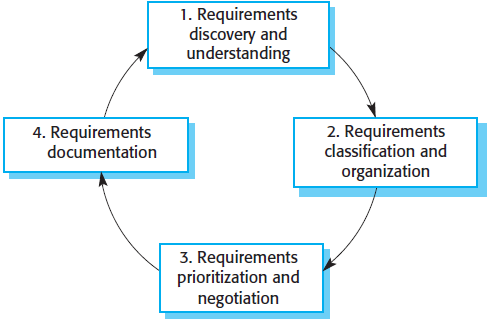 1. Requirements
discovery and
understanding
2. Requirements
classification and
organization
3. Requirements
prioritization and
negotiation
4. Requirements
documentation